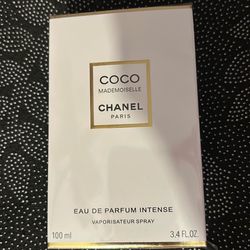 COCO
MADEMOISELLE
CHANEL
PARIS
EAU DE PARFUM INTENSE
VAPORISATEUR SPRAY
100 ml 3.4 FL.OZ.